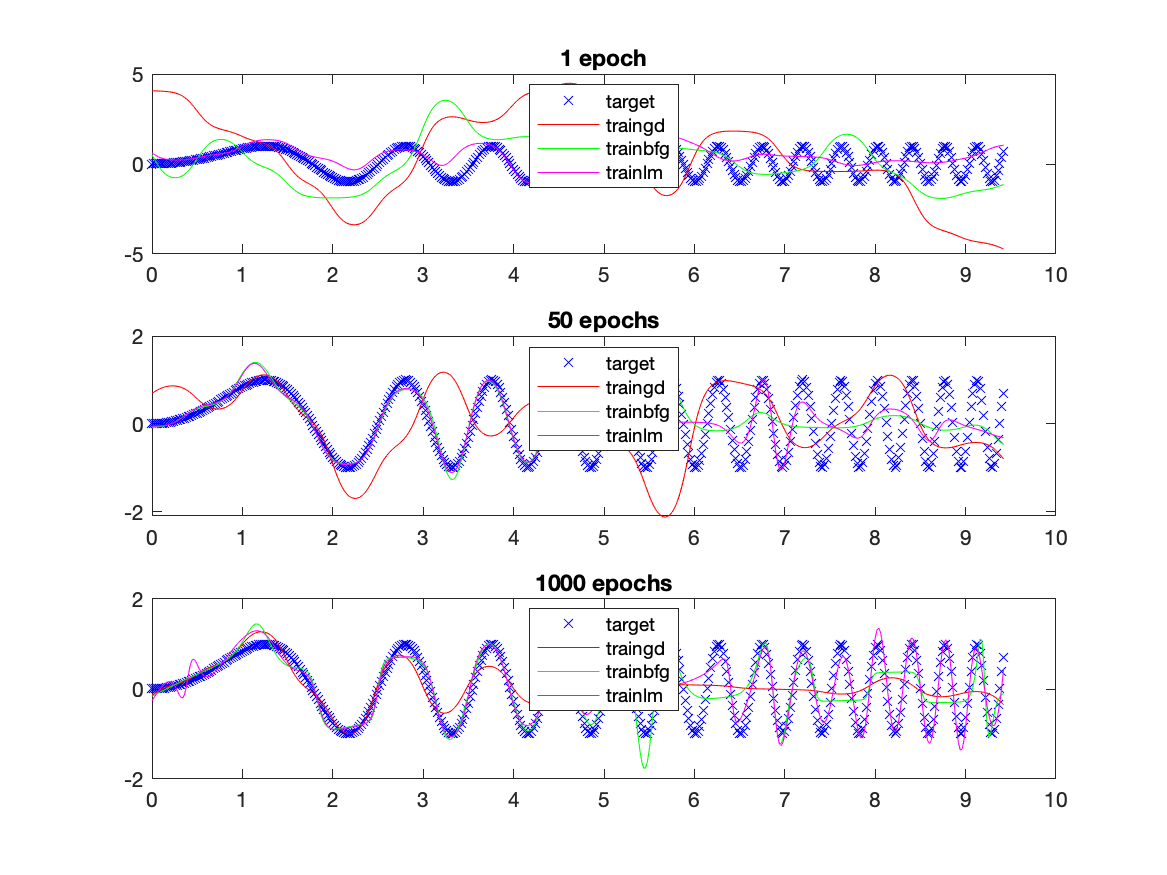 1 epoch
5
0
-5
target
traingd
trainbfg
trainlm
0 1 2 3 4 5 6 7 8 9 10
50 epochs
2
0
-2
target
traingd
trainbfg
trainlm
0 1 2 3 4 5 6 7 8 9 10
1000 epochs
2
0
-2
target
traingd
trainbfg
trainlm
0 1 2 3 4 5 6 7 8 9 10